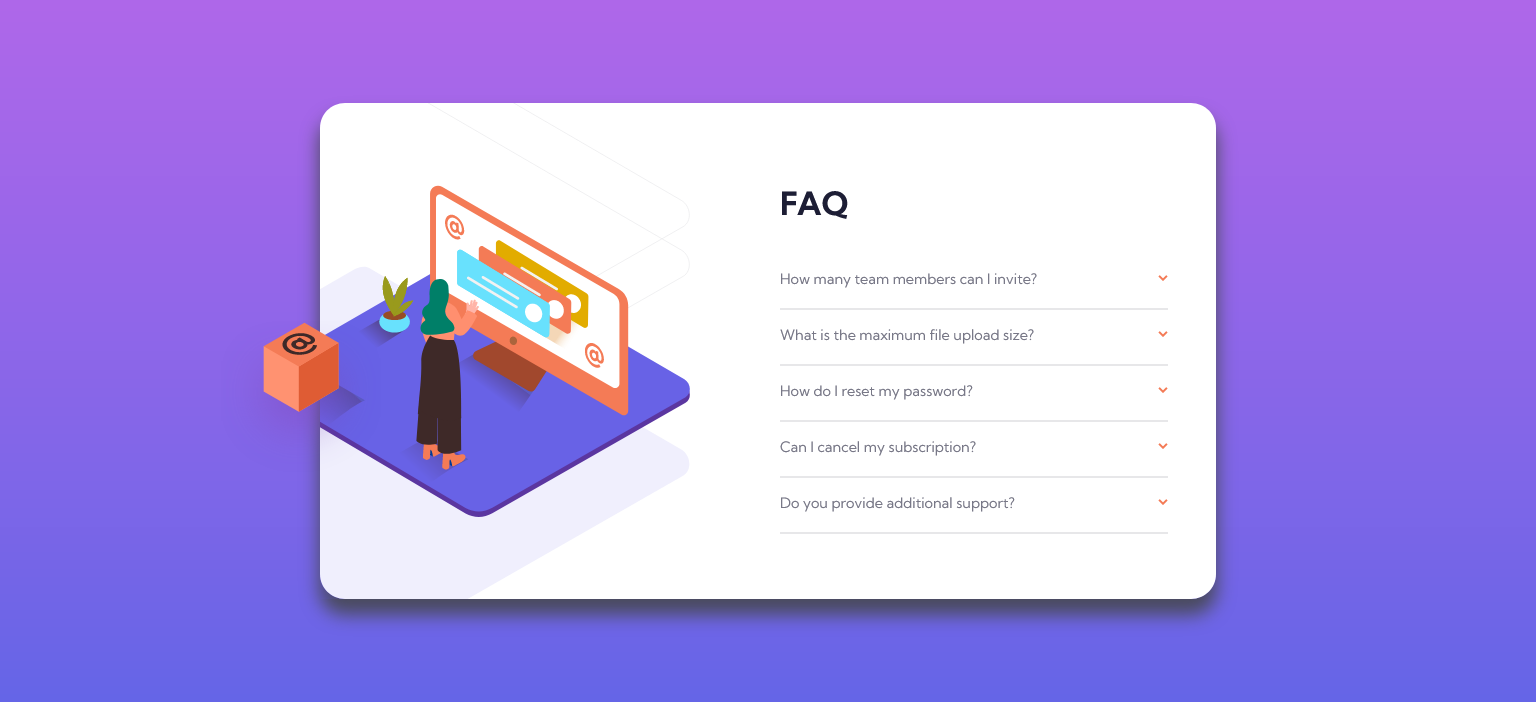 @
@
@
FAQ
How many team members can I invite?
What is the maximum file upload size?
How do I reset my password?
Can I cancel my subscription?
Do you provide additional support?